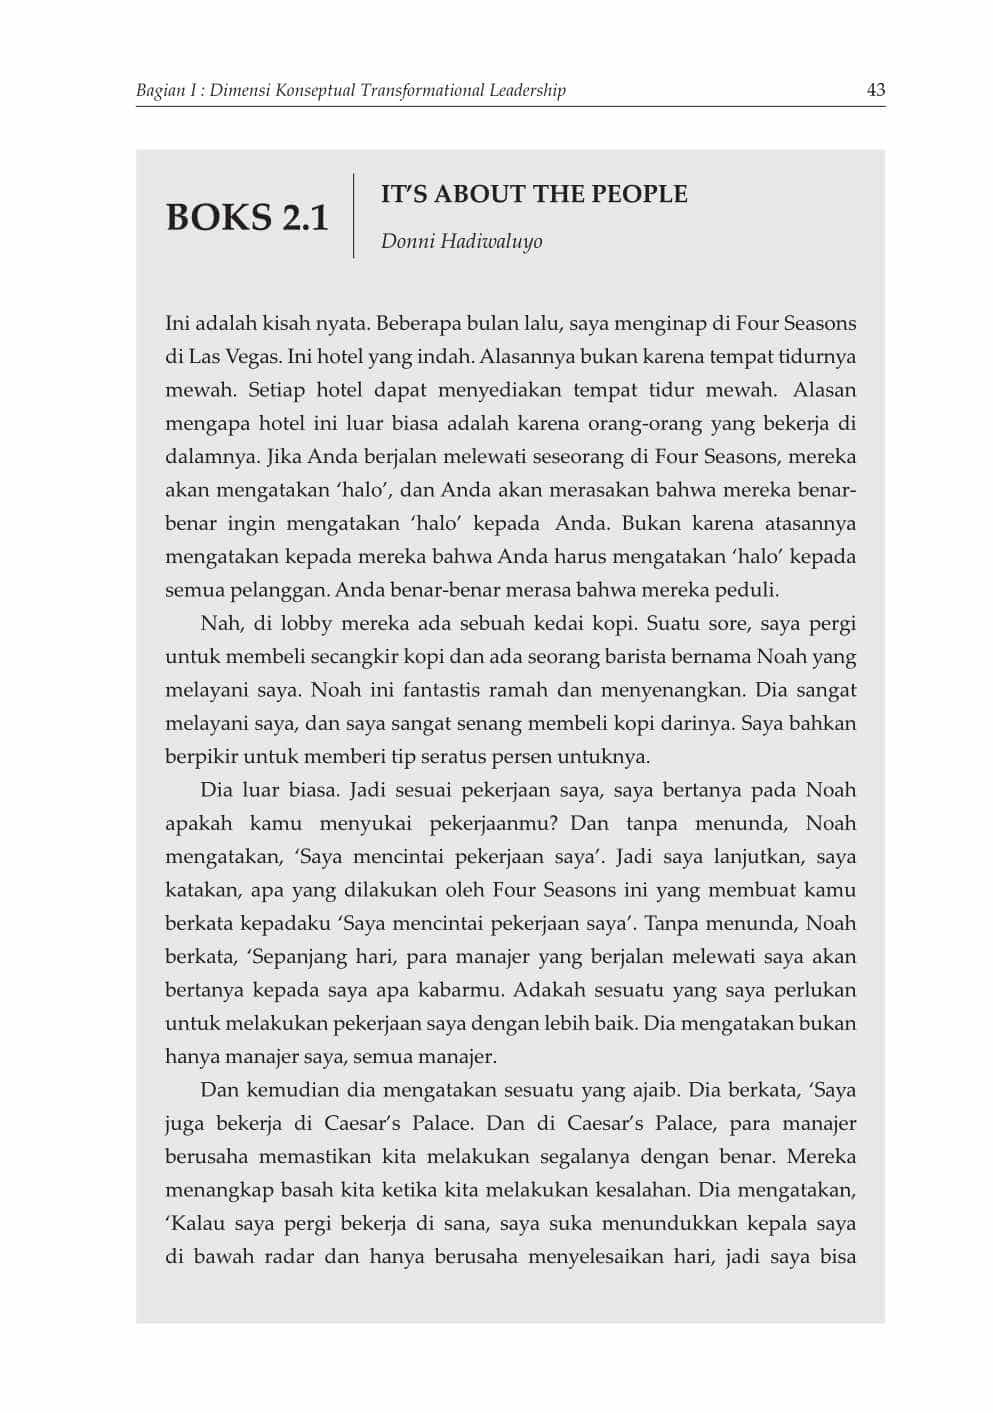 Bagian I : Dimensi Konseptual Transformational Leadership 43
BOKS 2.1
IT’S ABOUT THE PEOPLE
Donni Hadiwaluyo
Ini adalah kisah nyata. Beberapa bulan lalu, saya menginap di Four Seasons
di Las Vegas. Ini hotel yang indah. Alasannya bukan karena tempat tidurnya
mewah. Setiap hotel dapat menyediakan tempat tidur mewah. Alasan
mengapa hotel ini luar biasa adalah karena orang-orang yang bekerja di
dalamnya. Jika Anda berjalan melewati seseorang di Four Seasons, mereka
akan mengatakan ‘halo’, dan Anda akan merasakan bahwa mereka benar-
benar ingin mengatakan ‘halo’ kepada Anda. Bukan karena atasannya
mengatakan kepada mereka bahwa Anda harus mengatakan ‘halo’ kepada
semua pelanggan. Anda benar-benar merasa bahwa mereka peduli.
Nah, di lobby mereka ada sebuah kedai kopi. Suatu sore, saya pergi
untuk membeli secangkir kopi dan ada seorang barista bernama Noah yang
melayani saya. Noah ini fantastis ramah dan menyenangkan. Dia sangat
melayani saya, dan saya sangat senang membeli kopi darinya. Saya bahkan
berpikir untuk memberi tip seratus persen untuknya.
Dia luar biasa. Jadi sesuai pekerjaan saya, saya bertanya pada Noah
apakah kamu menyukai pekerjaanmu? Dan tanpa menunda, Noah
mengatakan, ‘Saya mencintai pekerjaan saya’. Jadi saya lanjutkan, saya
katakan, apa yang dilakukan oleh Four Seasons ini yang membuat kamu
berkata kepadaku ‘Saya mencintai pekerjaan saya’. Tanpa menunda, Noah
berkata, ‘Sepanjang hari, para manajer yang berjalan melewati saya akan
bertanya kepada saya apa kabarmu. Adakah sesuatu yang saya perlukan
untuk melakukan pekerjaan saya dengan lebih baik. Dia mengatakan bukan
hanya manajer saya, semua manajer.
Dan kemudian dia mengatakan sesuatu yang ajaib. Dia berkata, ‘Saya
juga bekerja di Caesar’s Palace. Dan di Caesar’s Palace, para manajer
berusaha memastikan kita melakukan segalanya dengan benar. Mereka
menangkap basah kita ketika kita melakukan kesalahan. Dia mengatakan,
‘Kalau saya pergi bekerja di sana, saya suka menundukkan kepala saya
di bawah radar dan hanya berusaha menyelesaikan hari, jadi saya bisa